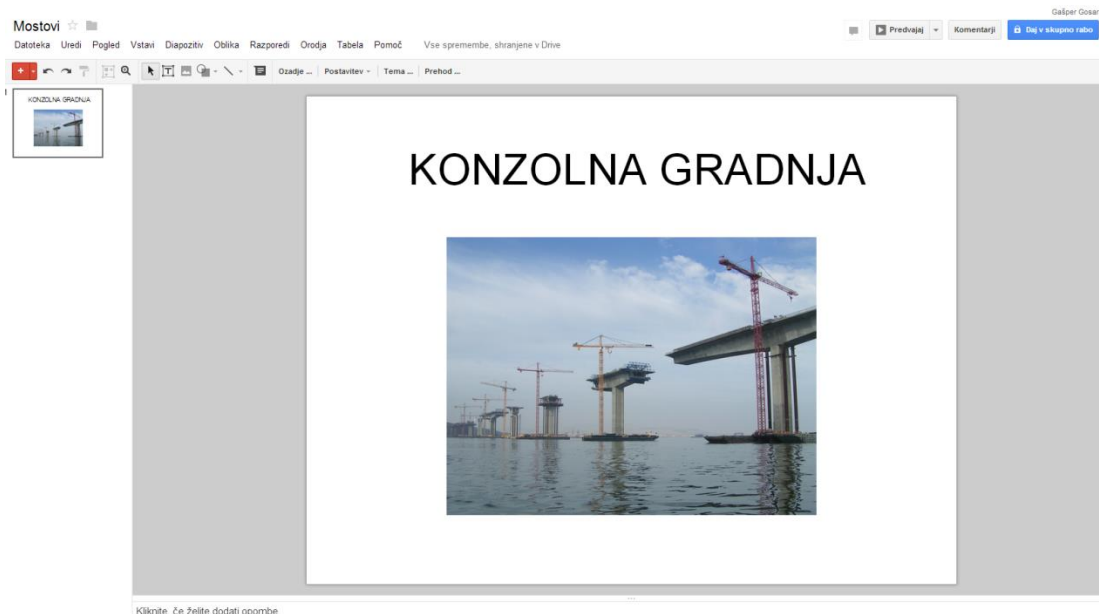 Gašper Gosar
Mostovi
Predvajaj
Komentarji
Daj v skupno rabo
Datoteka Uredi Pogled Vstavi Diapozitiv Oblika Razporedi Orodja Tabela Pomoč Vse spremembe, shranjene v Drive
Ozadje ... Postavitev Tema ... Prehod ...
1
KONZOLNA GRADNJA
KONZOLNA GRADNJA
Kliknite, če želite dodati opombe